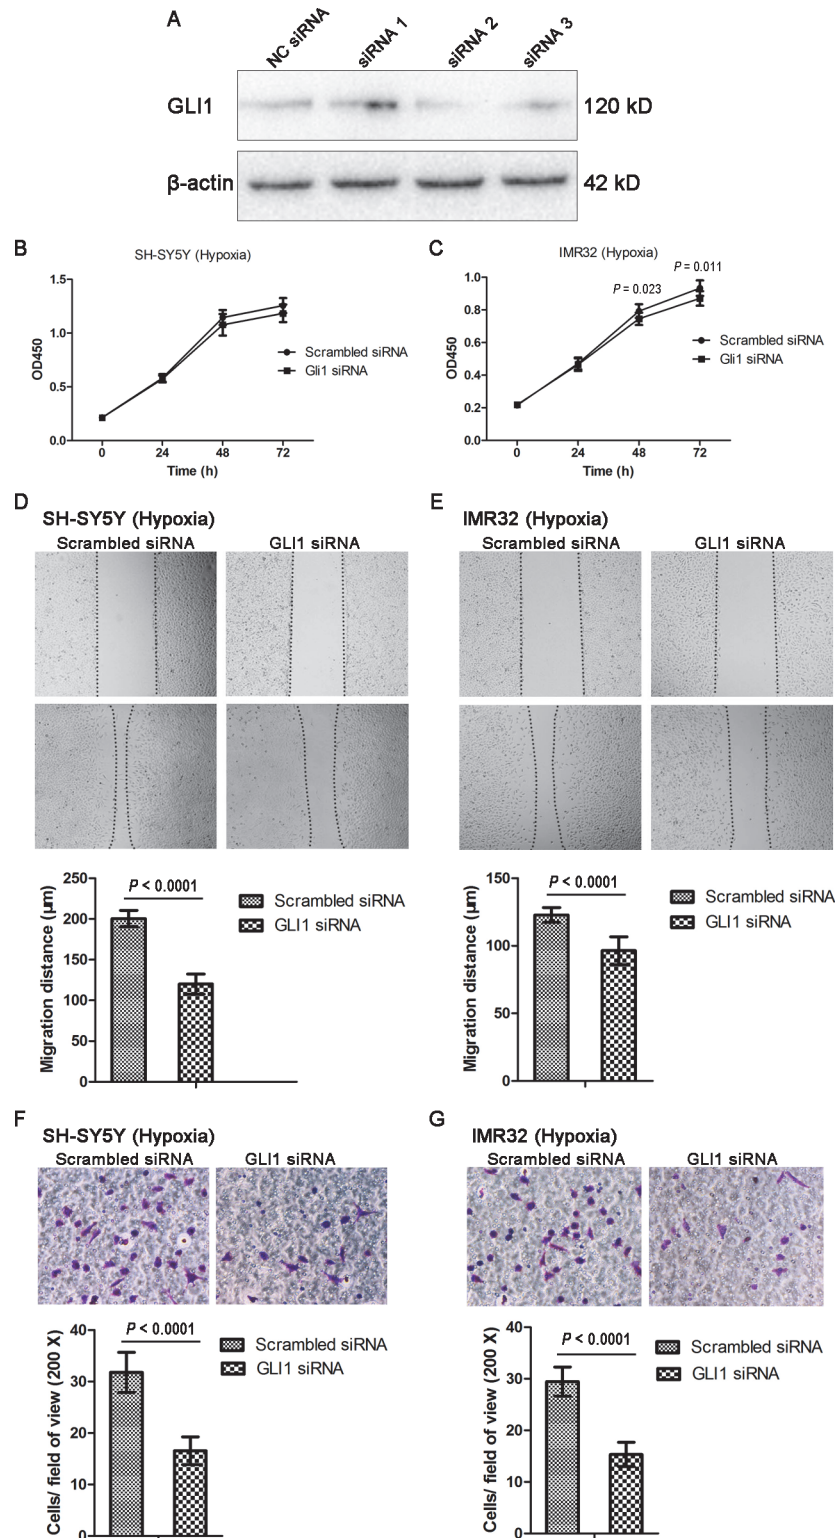 A
NC siRNA
siRNA 1
siRNA 2
siRNA 3
GLI1
120 kD
β-actin
42 kD
B
SH-SY5Y (Hypoxia)
1.5
1.0
0.5
0.0
OD450
0
24
48
72
Time (h)
Scrambled siRNA
Gli1 siRNA
C
IMR32 (Hypoxia)
P = 0.023
P = 0.011
1.0
0.8
0.6
0.4
0.2
0.0
OD450
0
24
48
72
Time (h)
Scrambled siRNA
Gli1 siRNA
D
SH-SY5Y (Hypoxia)
Scrambled siRNA
GLI1 siRNA
250
200
150
100
50
0
Migration distance (µm)
P < 0.0001
Scrambled siRNA
GLI1 siRNA
E
IMR32 (Hypoxia)
Scrambled siRNA
GLI1 siRNA
150
100
50
0
Migration distance (µm)
P < 0.0001
Scrambled siRNA
GLI1 siRNA
F
SH-SY5Y (Hypoxia)
Scrambled siRNA
GLI1 siRNA
40
30
20
10
0
Cells/ field of view (200 X)
P < 0.0001
Scrambled siRNA
GLI1 siRNA
G
IMR32 (Hypoxia)
Scrambled siRNA
GLI1 siRNA
40
30
20
10
0
Cells/ field of view (200 X)
P < 0.0001
Scrambled siRNA
GLI1 siRNA